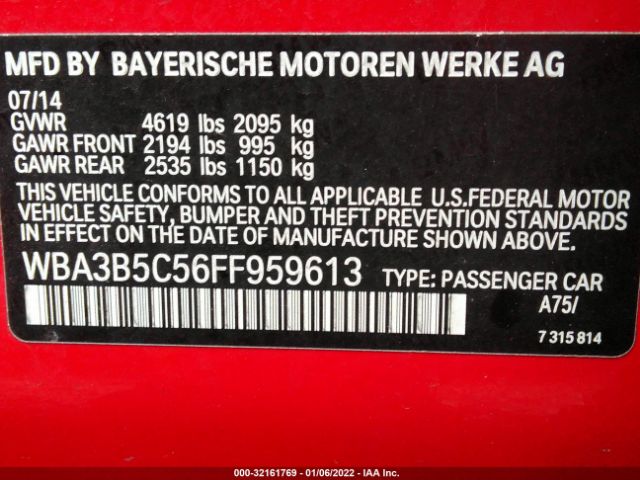 MFD BY BAYERISCHE MOTOREN WERKE AG
07/14
GVWR 4619 lbs 2095 kg
GAWR FRONT 2194 lbs 995 kg
GAWR REAR 2535 lbs 1150 kg
THIS VEHICLE CONFORMS TO ALL APPLICABLE U.S.FEDERAL MOTOR
VEHICLE SAFETY, BUMPER AND THEFT PREVENTION STANDARDS
IN EFFECT ON THE DATE OF MANUFACTURE SHOWN ABOVE.
WBA3B5C56FF959613 TYPE: PASSENGER CAR
A75/
7 315 814
000-32161769 - 01/06/2022 - IAA Inc.